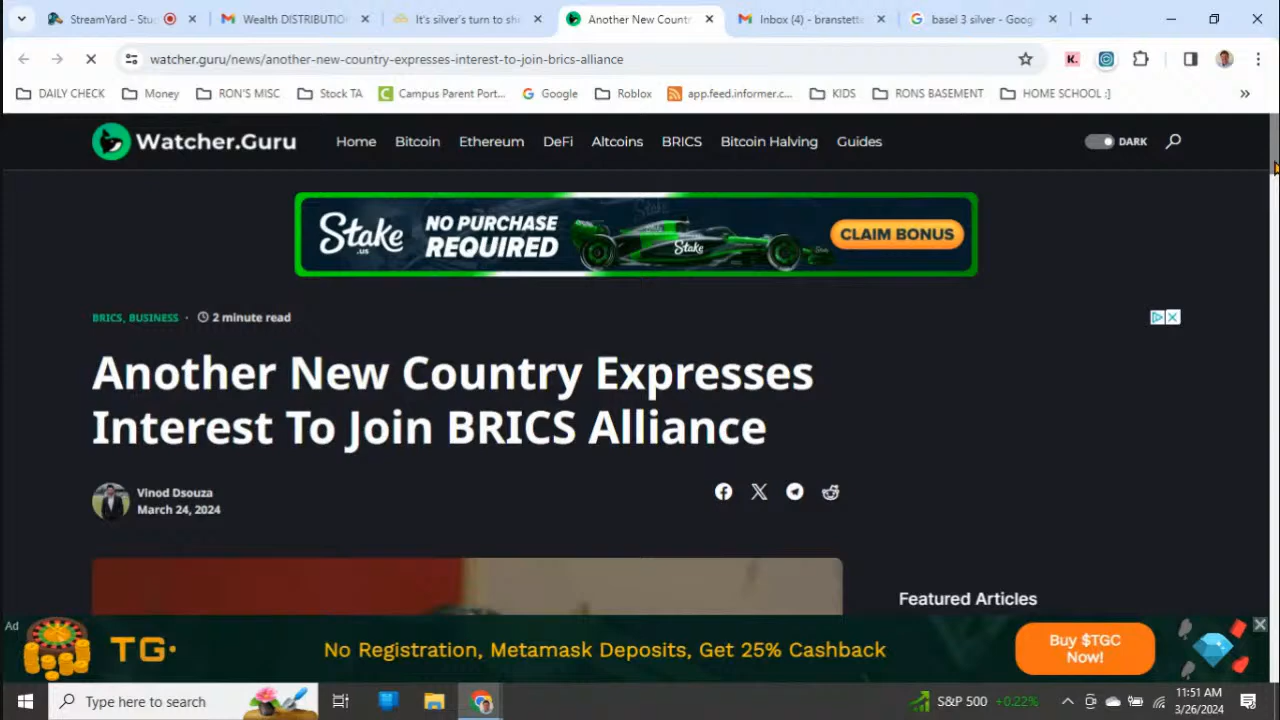 StreamYard - Stu
Wealth DISTRIBUTIO
It's silver's turn to sh
Another New Countr
Inbox (4) - branstette
basel 3 silver - Goog
watcher.guru/news/another-new-country-expresses-interest-to-join-brics-alliance
K.
DAILY CHECK
Money
RON'S MISC
Stock TA
C
Campus Parent Port...
Google
Roblox
app.feed.informer.c...
KIDS
RONS BASEMENT
HOME SCHOOL :]
Watcher.Guru
Home
Bitcoin
Ethereum
DeFi
Altcoins
BRICS
Bitcoin Halving
Guides
DARK
Stake
.us
NO PURCHASE
REQUIRED
Stake
CLAIM BONUS
BRICS, BUSINESS · 2 minute read
Another New Country Expresses
Interest To Join BRICS Alliance
Vinod Dsouza
March 24, 2024
Featured Articles
Ad
TG·
No Registration, Metamask Deposits, Get 25% Cashback
Buy $TGC
Now!
Type here to search
S&P 500 +0.22%
11:51 AM
3/26/2024